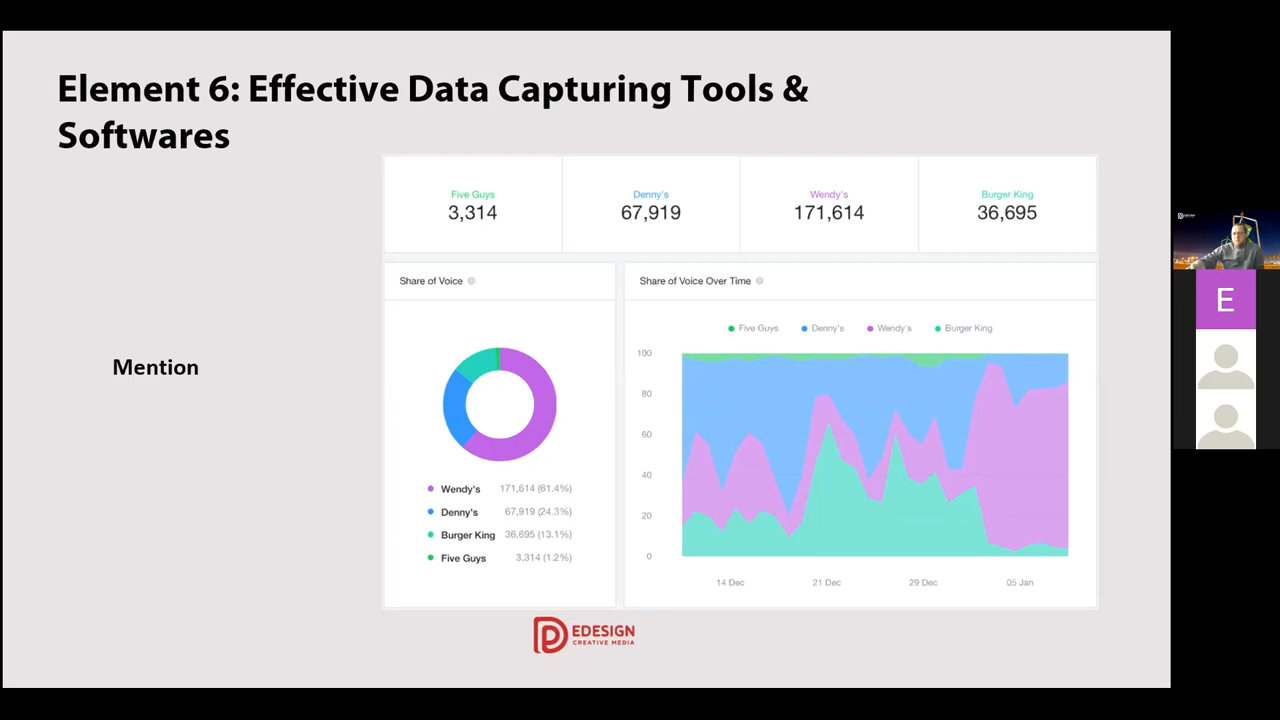 Element 6: Effective Data Capturing Tools &
Softwares
Mention
Five Guys
3,314
Denny's
67,919
Wendy's
171,614
Burger King
36,695
Share of Voice
Wendy's 171,614 (61.4%)
Denny's 67,919 (24.3%)
Burger King 36,695 (13.1%)
Five Guys 3,314 (1.2%)
Share of Voice Over Time
Five Guys Denny's Wendy's Burger King
100
80
60
40
20
0
14 Dec 21 Dec 29 Dec 05 Jan
EDESIGN
CREATIVE MEDIA
E